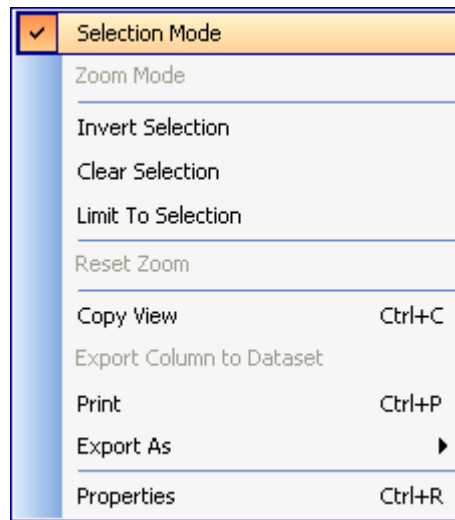 Selection Mode
Zoom Mode
Invert Selection
Clear Selection
Limit To Selection
Reset Zoom
Copy View Ctrl+C
Export Column to Dataset
Print Ctrl+P
Export As
Properties Ctrl+R